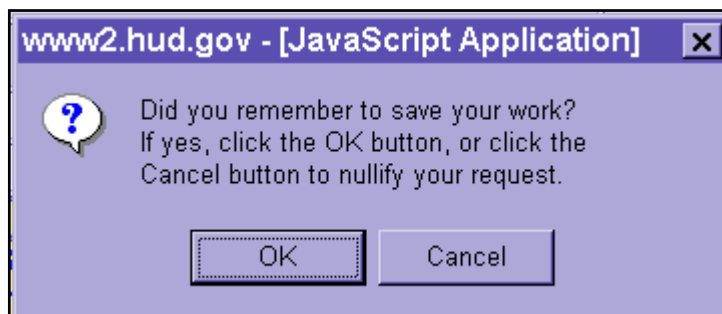 www2.hud.gov - [JavaScript Application]
Did you remember to save your work?
If yes, click the OK button, or click the
Cancel button to nullify your request.
OK
Cancel